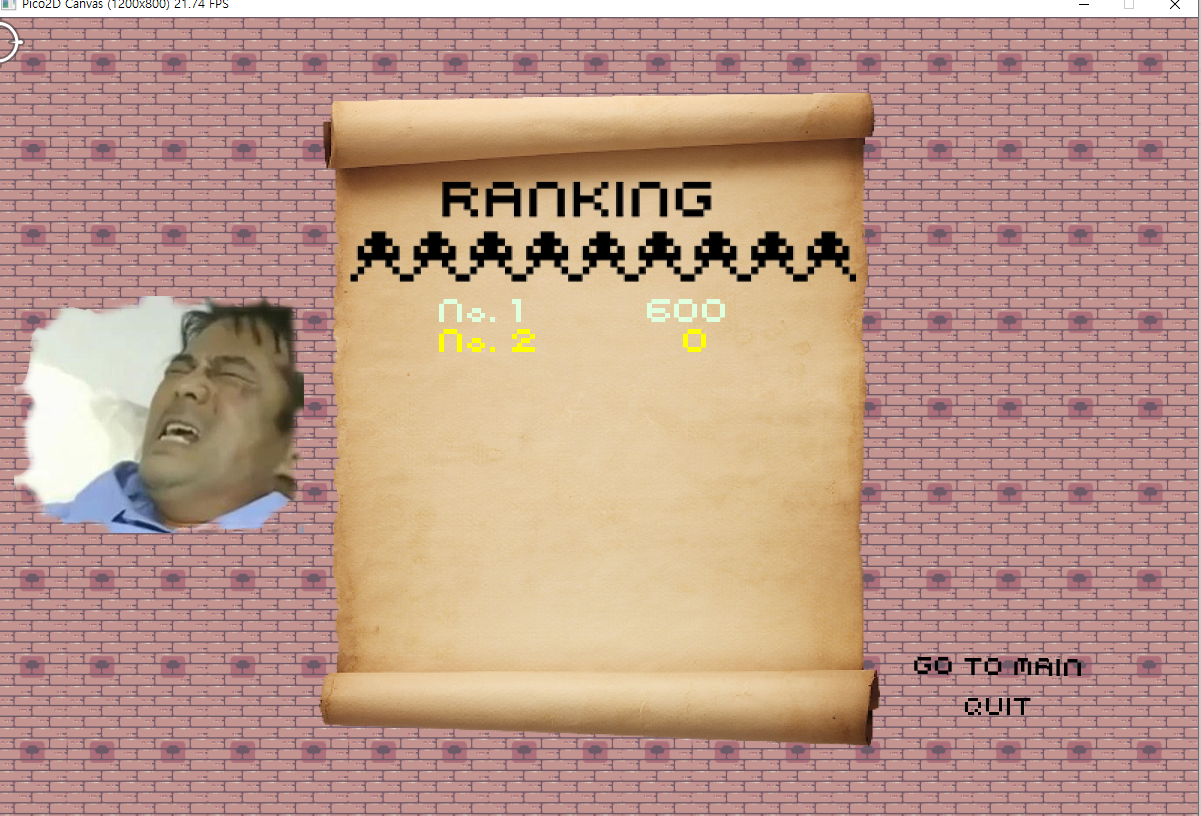 Pico2D Canvas (1200x800) 21.74 FPS
RANKING
No. 1 600
No. 2 0
GO TO MAIN
QUIT